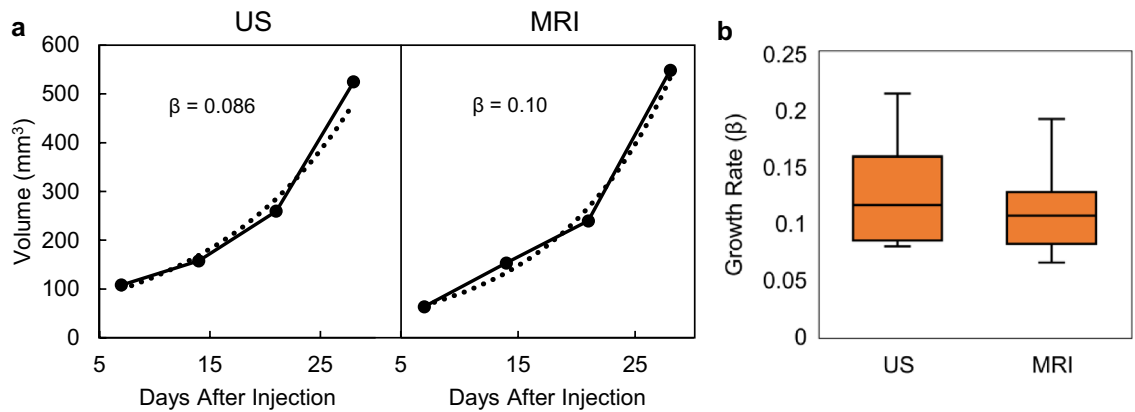 a
US
MRI
Volume (mm³)
600
500
400
300
200
100
0
β = 0.086
β = 0.10
5
15
25
5
15
25
Days After Injection
Days After Injection
b
Growth Rate (β)
0.25
0.2
0.15
0.1
0.05
0
US
MRI